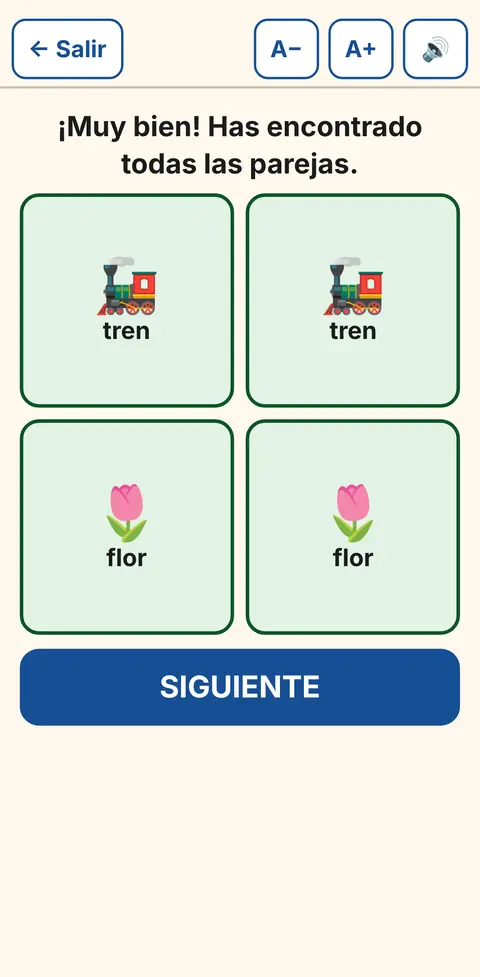 ← Salir
A−
A+
¡Muy bien! Has encontrado
todas las parejas.
tren
tren
flor
flor
SIGUIENTE